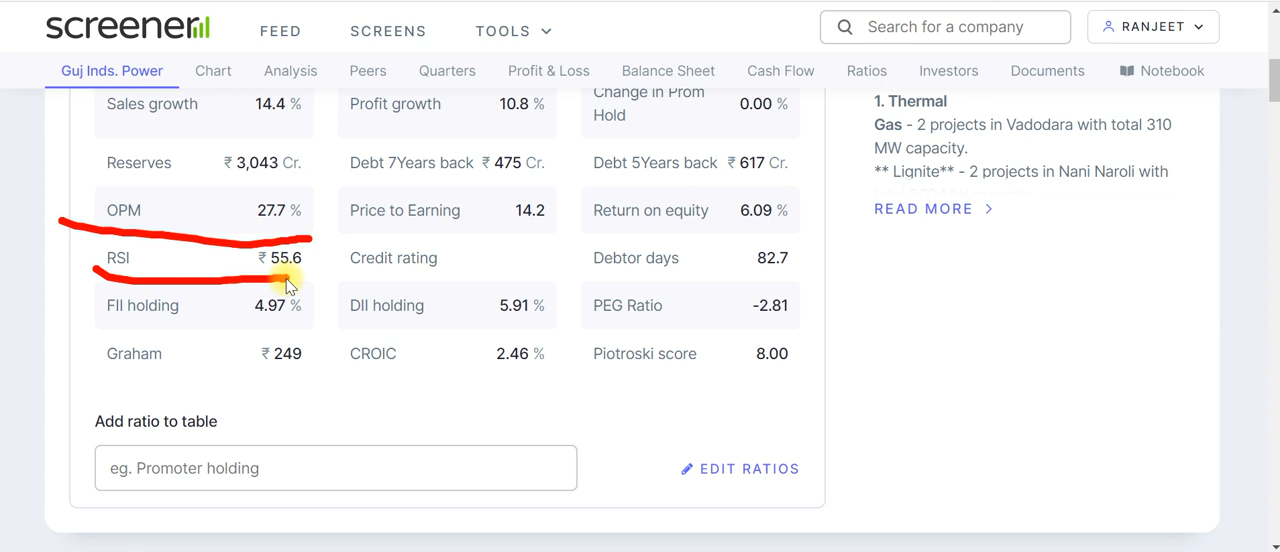 screener FEED SCREENS TOOLS Search for a company RANJEET
Guj Inds. Power Chart Analysis Peers Quarters Profit & Loss Balance Sheet Cash Flow Ratios Investors Documents Notebook
Sales growth 14.4 % Profit growth 10.8 % Change in Prom Hold 0.00 %
Reserves ₹ 3,043 Cr. Debt 7Years back ₹ 475 Cr. Debt 5Years back ₹ 617 Cr.
OPM 27.7 % Price to Earning 14.2 Return on equity 6.09 %
RSI ₹ 55.6 Credit rating Debtor days 82.7
FII holding 4.97 % DII holding 5.91 % PEG Ratio -2.81
Graham ₹ 249 CROIC 2.46 % Piotroski score 8.00
Add ratio to table
eg. Promoter holding EDIT RATIOS
1. Thermal
Gas - 2 projects in Vadodara with total 310
MW capacity.
** Lignite** - 2 projects in Nani Naroli with
READ MORE